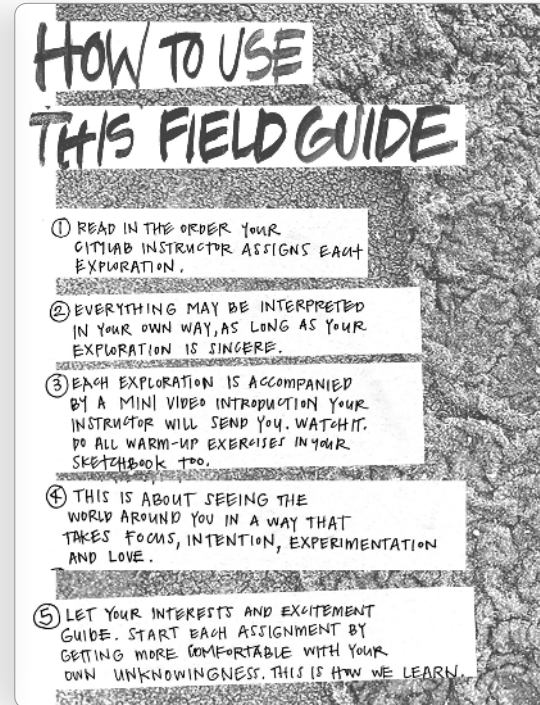 HOW TO USE
THIS FIELD GUIDE
① READ IN THE ORDER YOUR
CITYLAB INSTRUCTOR ASSIGNS EACH
EXPLORATION.
② EVERYTHING MAY BE INTERPRETED
IN YOUR OWN WAY, AS LONG AS YOUR
EXPLORATION IS SINCERE.
③ EACH EXPLORATION IS ACCOMPANIED
BY A MINI VIDEO INTRODUCTION YOUR
INSTRUCTOR WILL SEND YOU. WATCH IT.
DO ALL WARM-UP EXERCISES IN YOUR
SKETCHBOOK TOO.
④ THIS IS ABOUT SEEING THE
WORLD AROUND YOU IN A WAY THAT
TAKES FOCUS, INTENTION, EXPERIMENTATION
AND LOVE.
⑤ LET YOUR INTERESTS AND EXCITEMENT
GUIDE. START EACH ASSIGNMENT BY
GETTING MORE COMFORTABLE WITH YOUR
OWN UNKNOWINGNESS. THIS IS HOW WE LEARN.